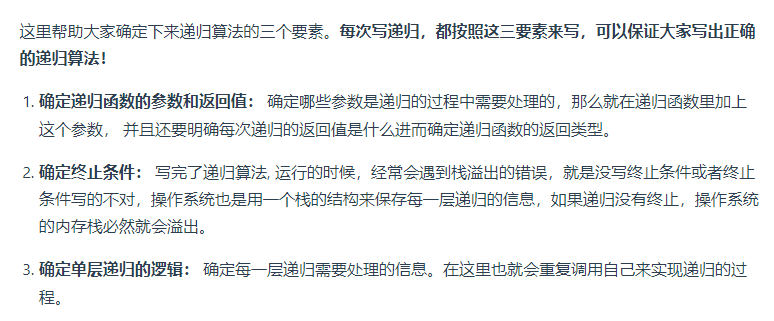 这里帮助大家确定下来递归算法的三个要素。每次写递归，都按照这三要素来写，可以保证大家写出正确
的递归算法！
1. 确定递归函数的参数和返回值： 确定哪些参数是递归的过程中需要处理的，那么就在递归函数里加上
这个参数， 并且还要明确每次递归的返回值是什么进而确定递归函数的返回类型。
2. 确定终止条件： 写完了递归算法, 运行的时候，经常会遇到栈溢出的错误，就是没写终止条件或者终止
条件写的不对，操作系统也是用一个栈的结构来保存每一层递归的信息，如果递归没有终止，操作系统
的内存栈必然就会溢出。
3. 确定单层递归的逻辑： 确定每一层递归需要处理的信息。在这里也就会重复调用自己来实现递归的过
程。